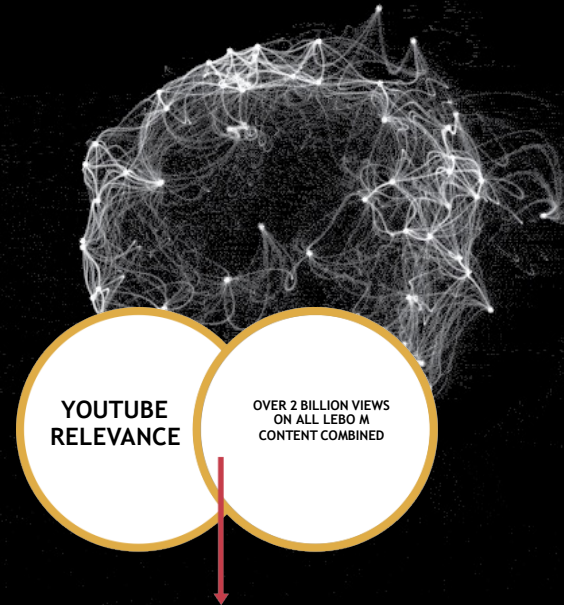 YOUTUBE
RELEVANCE
OVER 2 BILLION VIEWS
ON ALL LEBO M
CONTENT COMBINED